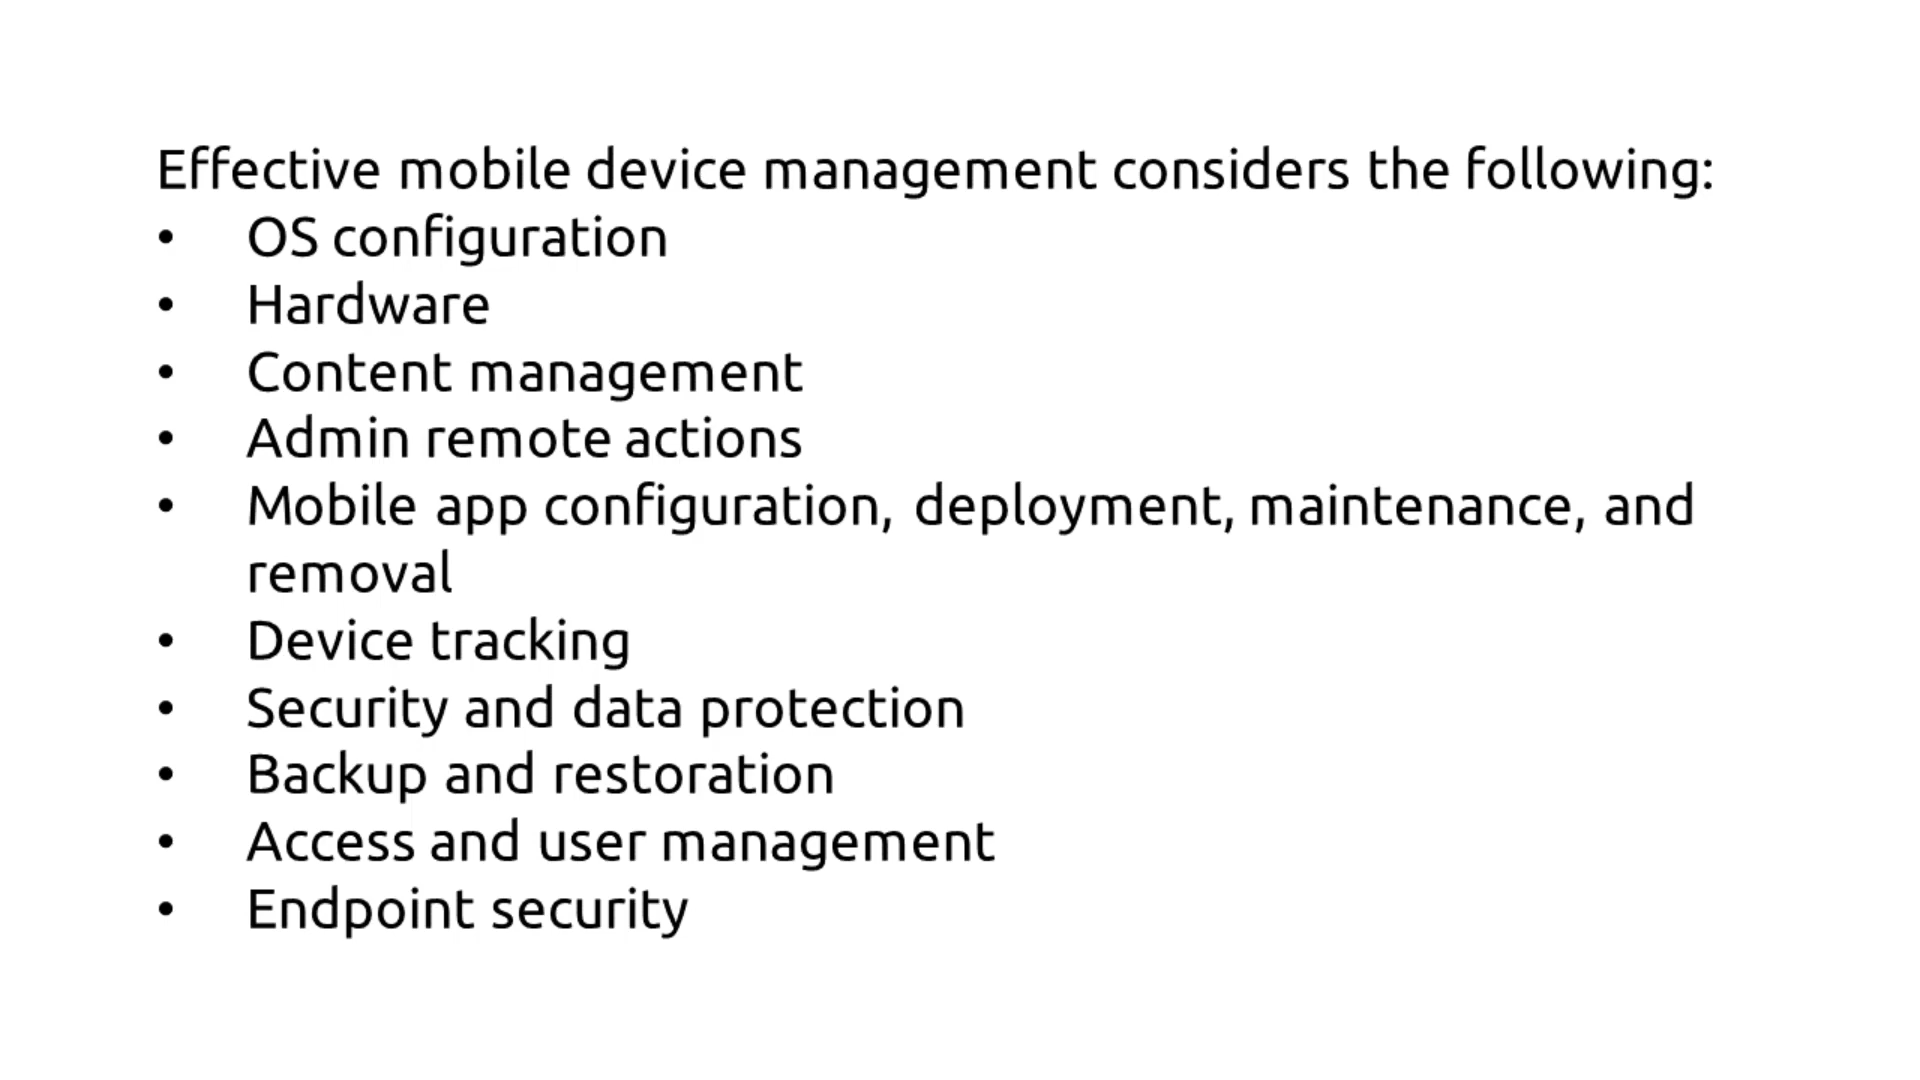 Effective mobile device management considers the following:
• OS configuration
• Hardware
• Content management
• Admin remote actions
• Mobile app configuration, deployment, maintenance, and
removal
• Device tracking
• Security and data protection
• Backup and restoration
• Access and user management
• Endpoint security